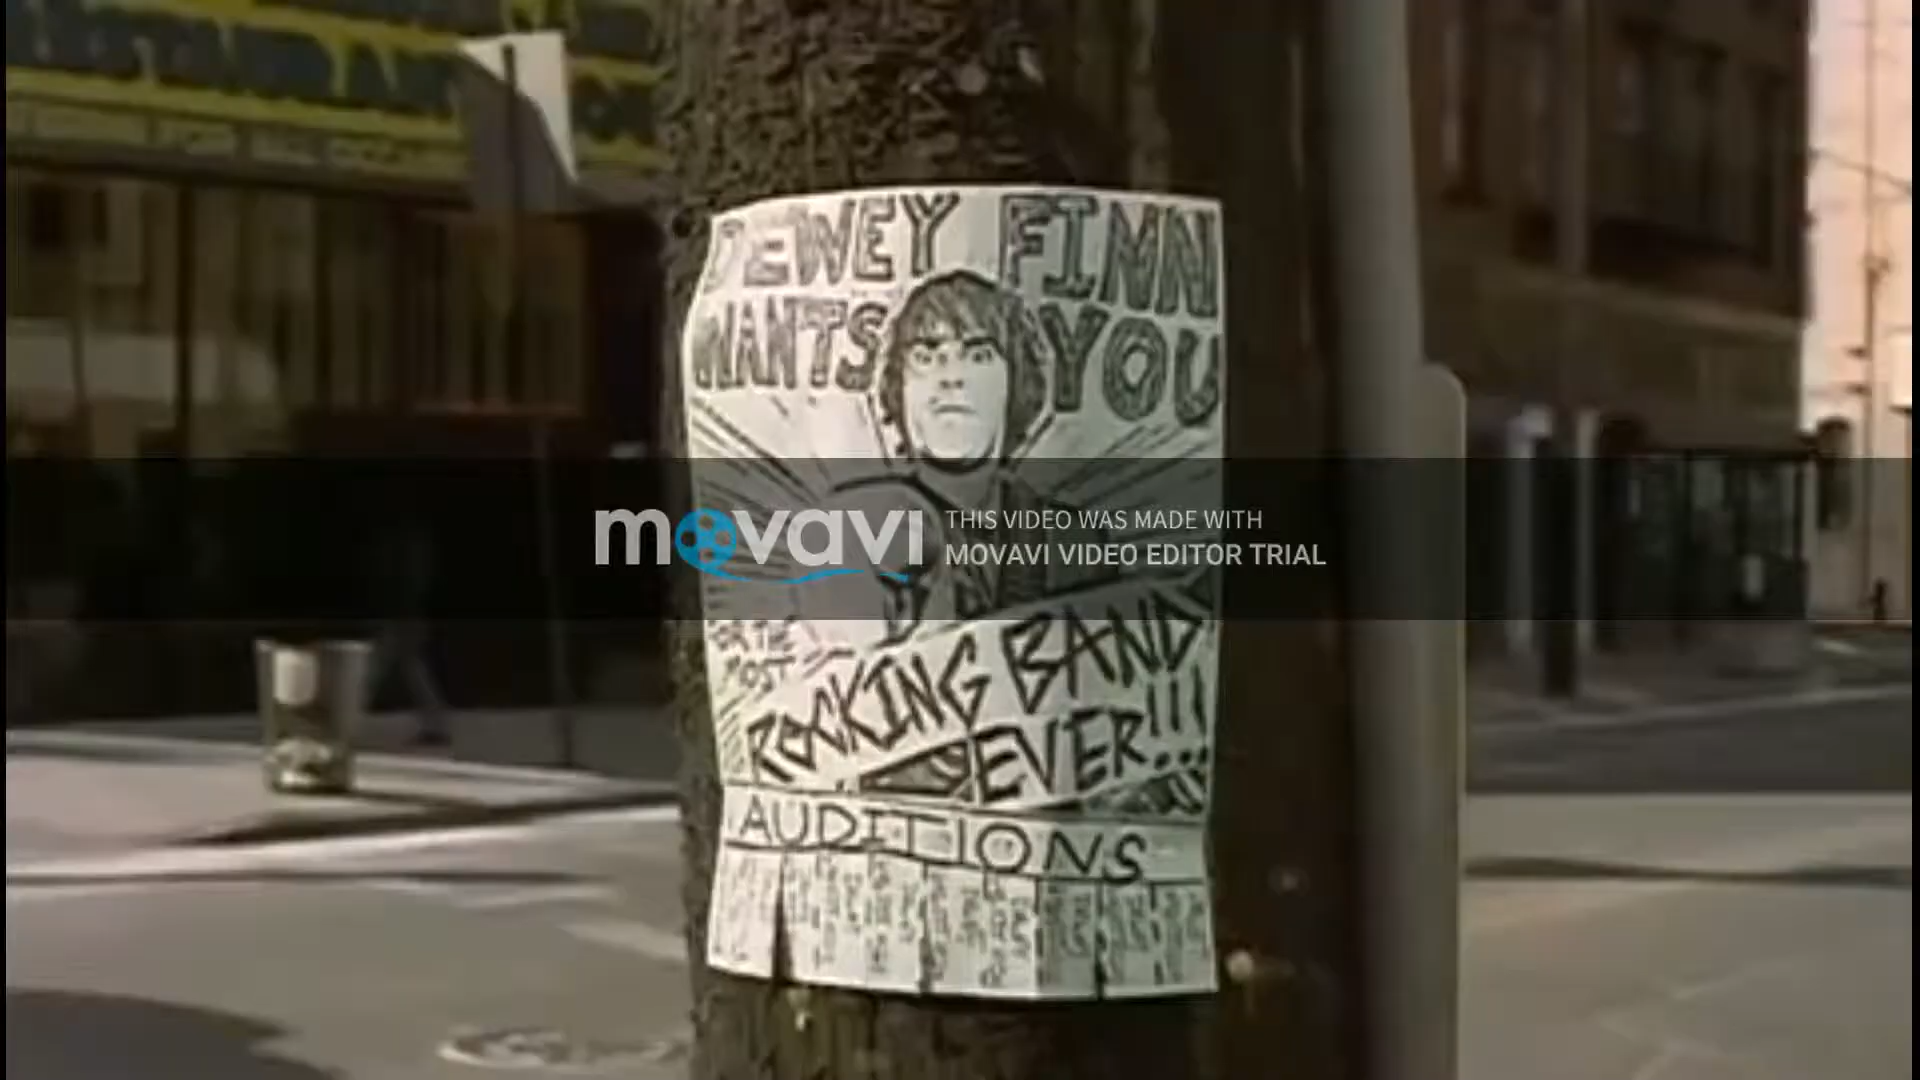 DEWEY FINN
WANTS YOU
movavi
THIS VIDEO WAS MADE WITH
MOVAVI VIDEO EDITOR TRIAL
FOR THE
MOST
ROCKING BAND
EVER!!!
AUDITIONS